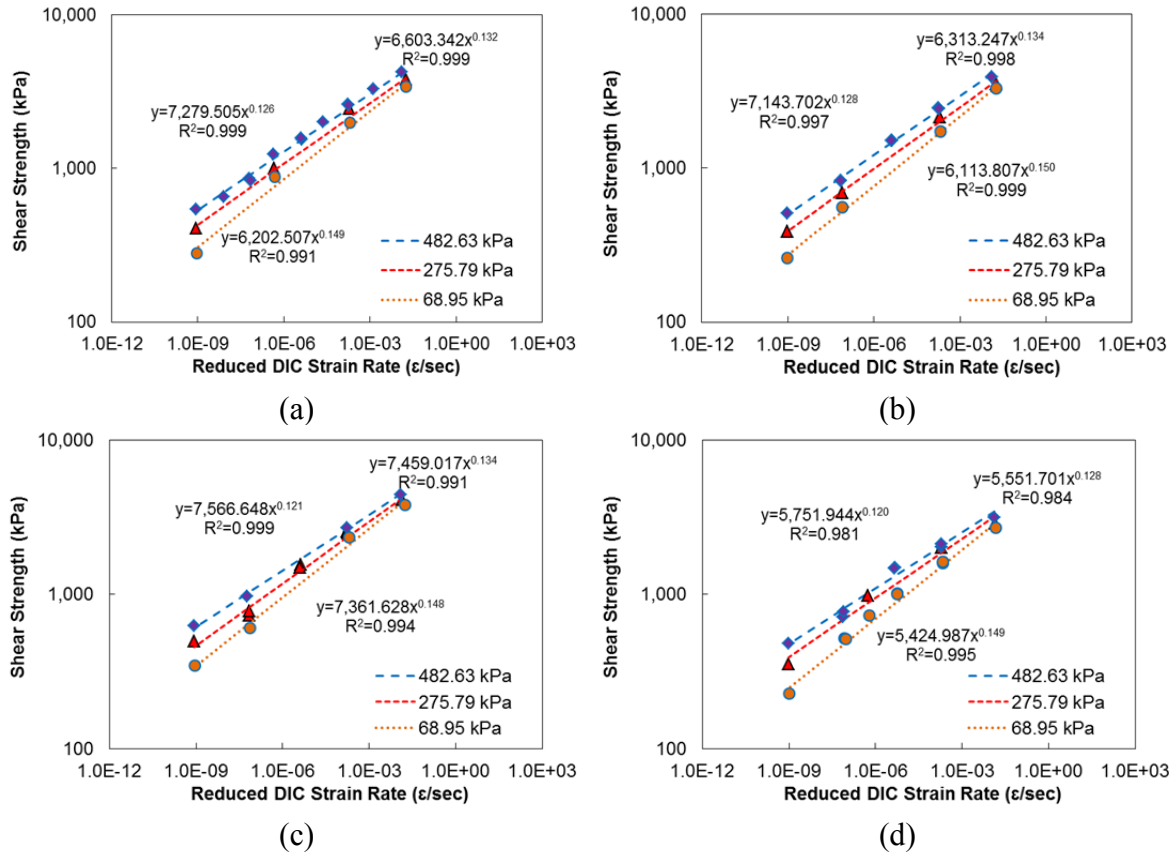 10,000
1,000
100
Shear Strength (kPa)
y=6,603.342x^0.132
R²=0.999
y=7,279.505x^0.126
R²=0.999
y=6,202.507x^0.149
R²=0.991
482.63 kPa
275.79 kPa
68.95 kPa
1.0E-12 1.0E-09 1.0E-06 1.0E-03 1.0E+00 1.0E+03
Reduced DIC Strain Rate (ε/sec)
(a)
10,000
1,000
100
Shear Strength (kPa)
y=6,313.247x^0.134
R²=0.998
y=7,143.702x^0.128
R²=0.997
y=6,113.807x^0.150
R²=0.999
482.63 kPa
275.79 kPa
68.95 kPa
1.0E-12 1.0E-09 1.0E-06 1.0E-03 1.0E+00 1.0E+03
Reduced DIC Strain Rate (ε/sec)
(b)
10,000
1,000
100
Shear Strength (kPa)
y=7,459.017x^0.134
R²=0.991
y=7,566.648x^0.121
R²=0.999
y=7,361.628x^0.148
R²=0.994
482.63 kPa
275.79 kPa
68.95 kPa
1.0E-12 1.0E-09 1.0E-06 1.0E-03 1.0E+00 1.0E+03
Reduced DIC Strain Rate (ε/sec)
(c)
10,000
1,000
100
Shear Strength (kPa)
y=5,551.701x^0.128
R²=0.984
y=5,751.944x^0.120
R²=0.981
y=5,424.987x^0.149
R²=0.995
482.63 kPa
275.79 kPa
68.95 kPa
1.0E-12 1.0E-09 1.0E-06 1.0E-03 1.0E+00 1.0E+03
Reduced DIC Strain Rate (ε/sec)
(d)